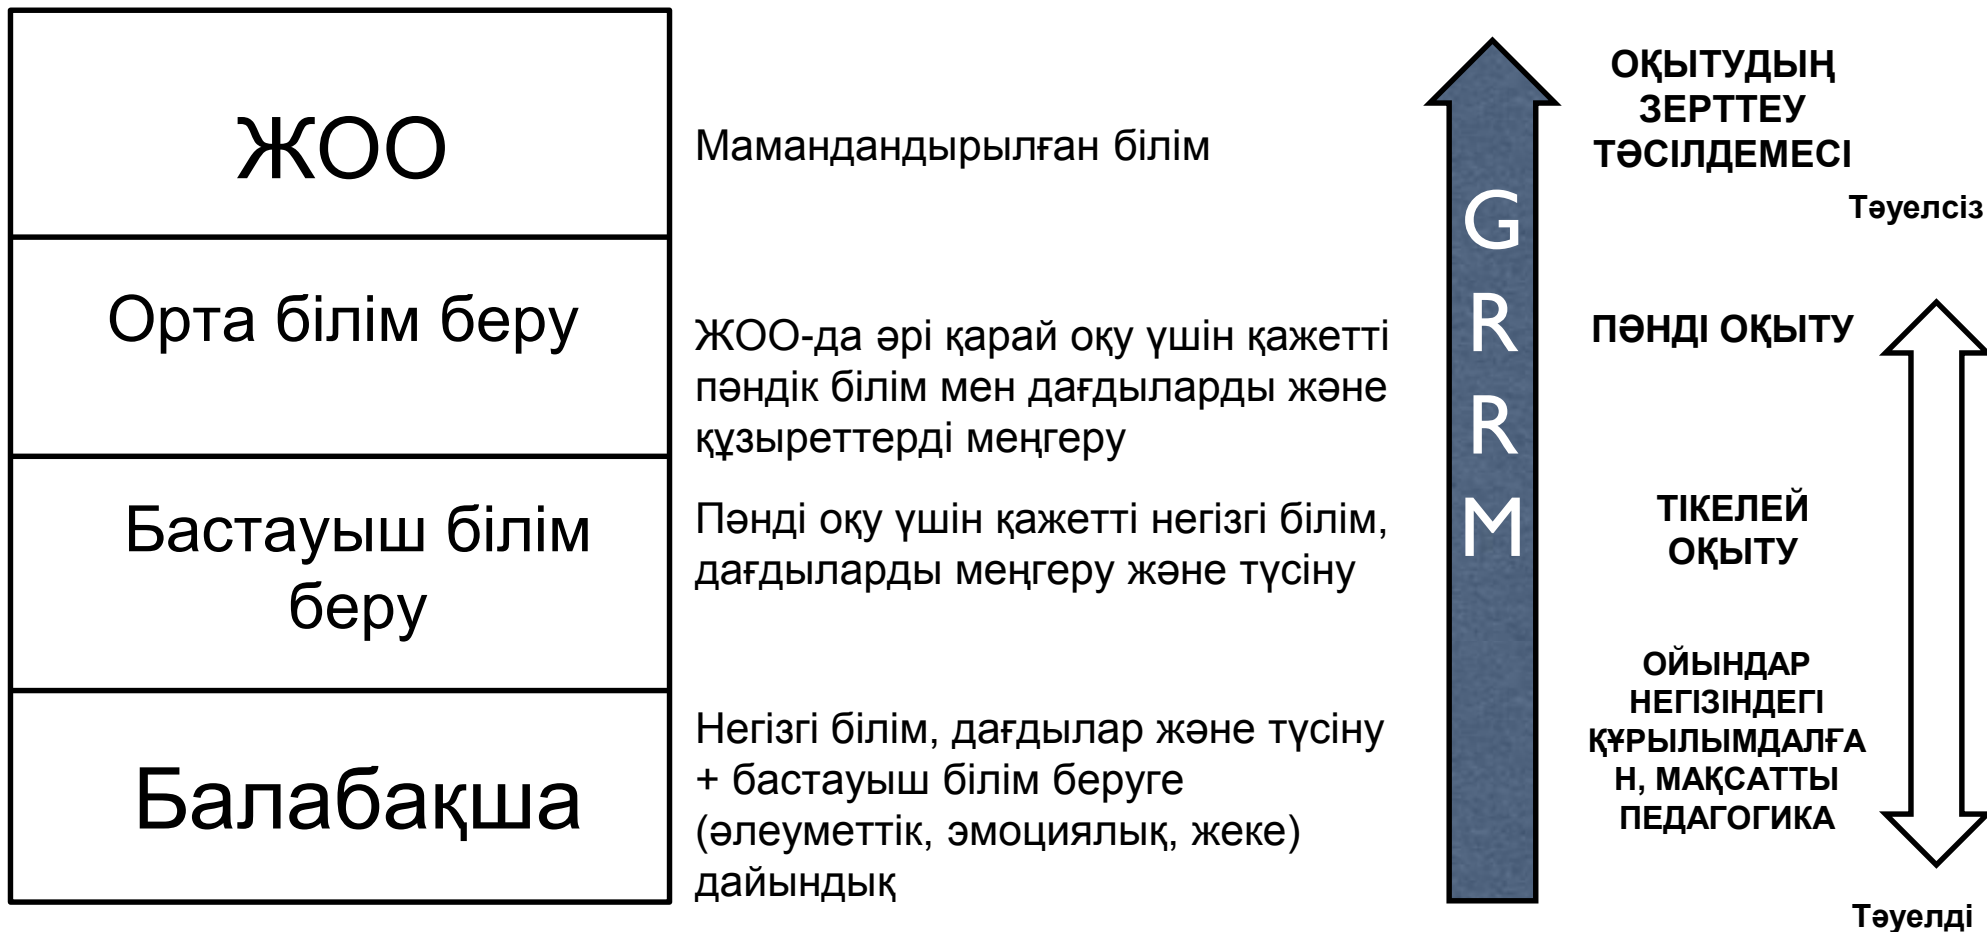 ЖОО
Мамандандырылған білім
Орта білім беру
ЖОО-да әрі қарай оқу үшін қажетті
пәндік білім мен дағдыларды және
құзыреттерді меңгеру
Бастауыш білім
беру
Пәнді оқу үшін қажетті негізгі білім,
дағдыларды меңгеру және түсіну
Балабақша
Негізгі білім, дағдылар және түсіну
+ бастауыш білім беруге
(әлеуметтік, эмоциялық, жеке)
дайындық
G
R
R
M
ОҚЫТУДЫҢ
ЗЕРТТЕУ
ТӘСІЛДЕМЕСІ
Тәуелсіз
ПӘНДІ ОҚЫТУ
ТІКЕЛЕЙ
ОҚЫТУ
ОЙЫНДАР
НЕГІЗІНДЕГІ
ҚҰРЫЛЫМДАЛҒА
Н, МАҚСАТТЫ
ПЕДАГОГИКА
Тәуелді